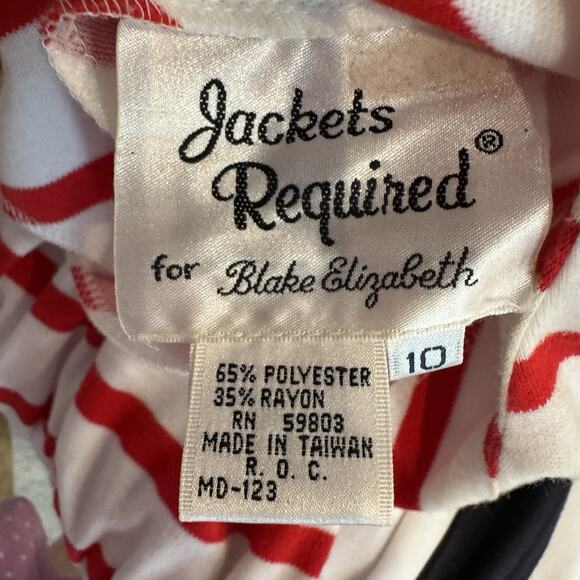 Jackets
Required®
for Blake Elizabeth
10
65% POLYESTER
35% RAYON
RN 59803
MADE IN TAIWAN
R. O. C.
MD-123